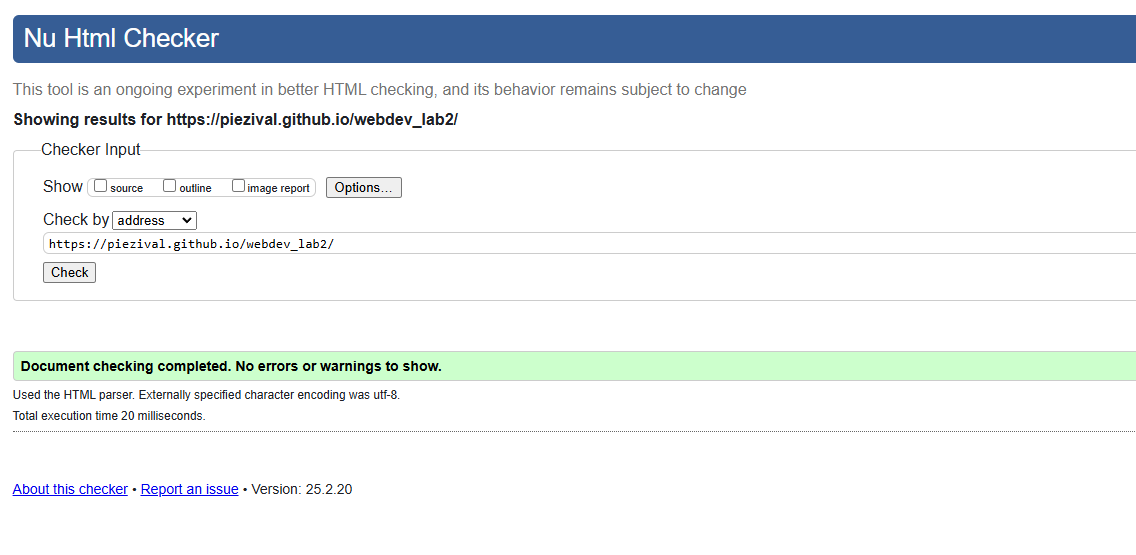 Nu Html Checker
This tool is an ongoing experiment in better HTML checking, and its behavior remains subject to change
Showing results for https://piezival.github.io/webdev_lab2/
Checker Input
Show source outline image report Options...
Check by address
https://piezival.github.io/webdev_lab2/
Check
Document checking completed. No errors or warnings to show.
Used the HTML parser. Externally specified character encoding was utf-8.
Total execution time 20 milliseconds.
About this checker • Report an issue • Version: 25.2.20